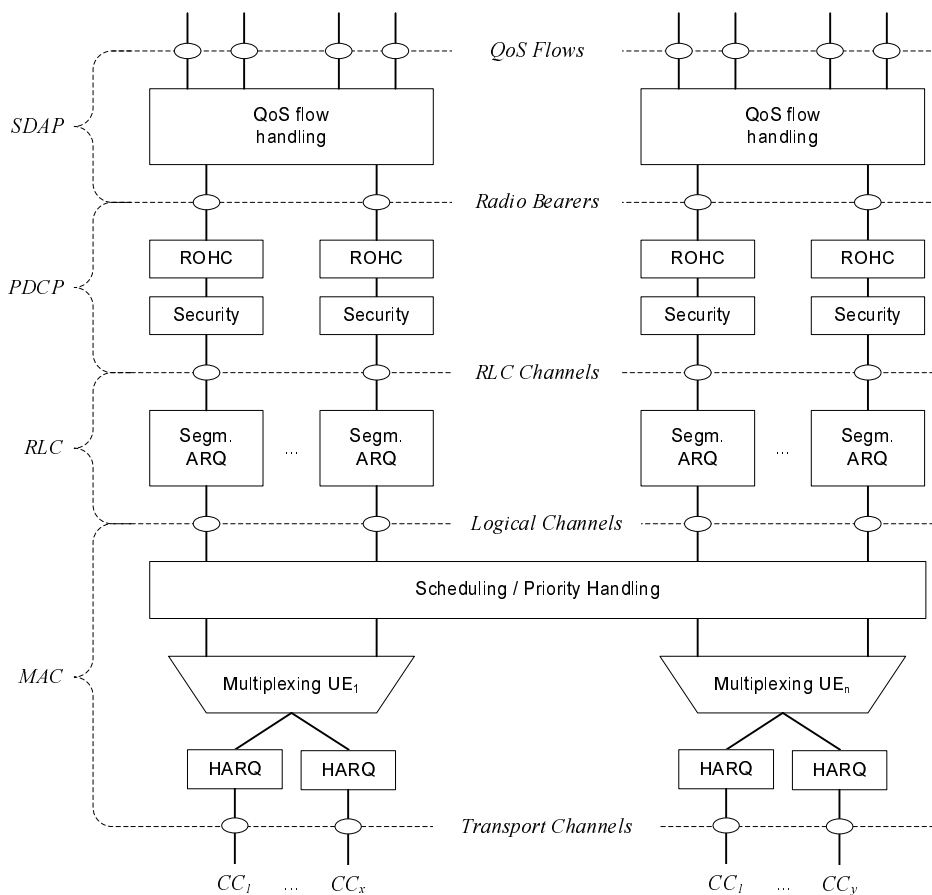 QoS Flows
SDAP
QoS flow
handling
QoS flow
handling
Radio Bearers
PDCP
ROHC ROHC ROHC ROHC
Security Security Security Security
RLC Channels
RLC
Segm.
ARQ
...
Segm.
ARQ
Segm.
ARQ
...
Segm.
ARQ
Logical Channels
Scheduling / Priority Handling
MAC
Multiplexing UE₁ Multiplexing UEₙ
HARQ HARQ HARQ HARQ
Transport Channels
CC₁ ... CCₓ CC₁ ... CC_y